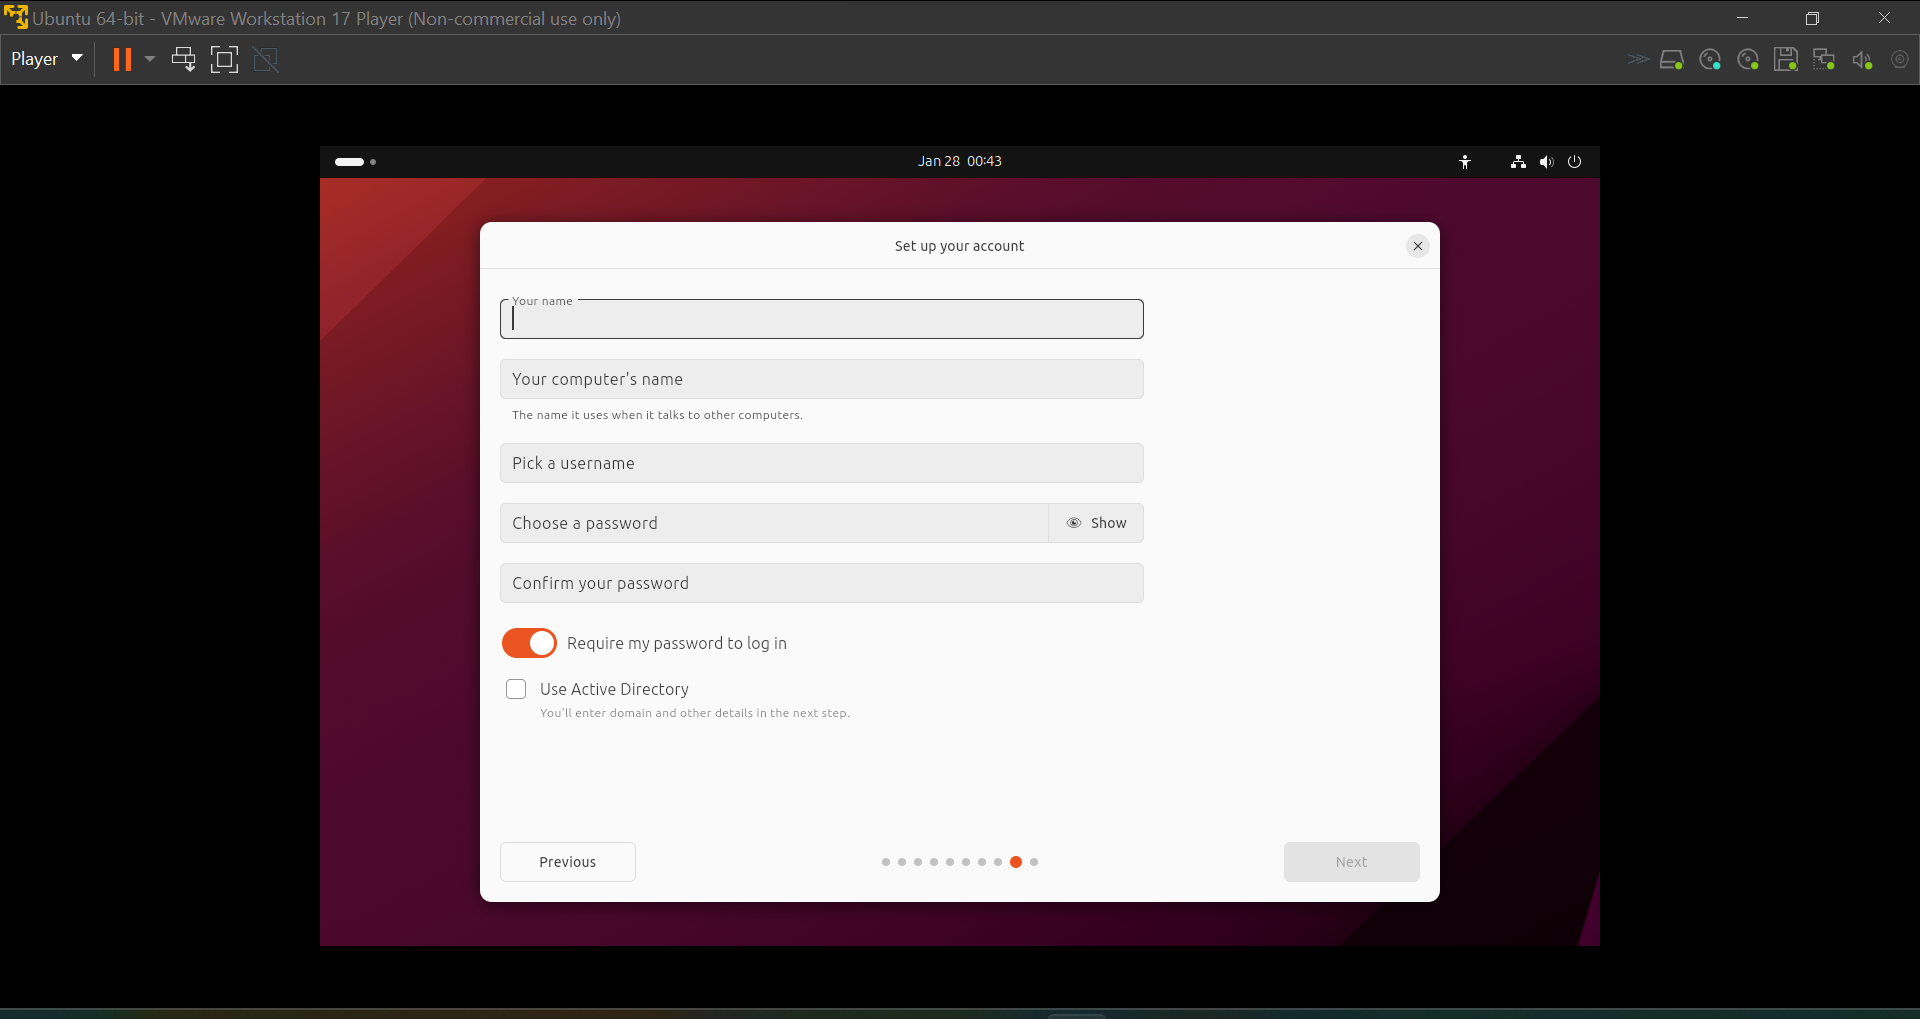 Ubuntu 64-bit - VMware Workstation 17 Player (Non-commercial use only)
Player
Jan 28 00:43
Set up your account
Your name
Your computer's name
The name it uses when it talks to other computers.
Pick a username
Choose a password
Show
Confirm your password
Require my password to log in
Use Active Directory
You'll enter domain and other details in the next step.
Previous
Next